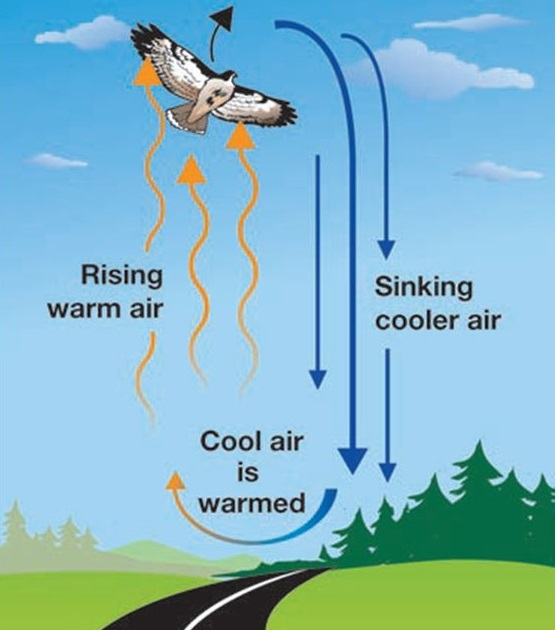 Rising
warm air
Sinking
cooler air
Cool air
is
warmed